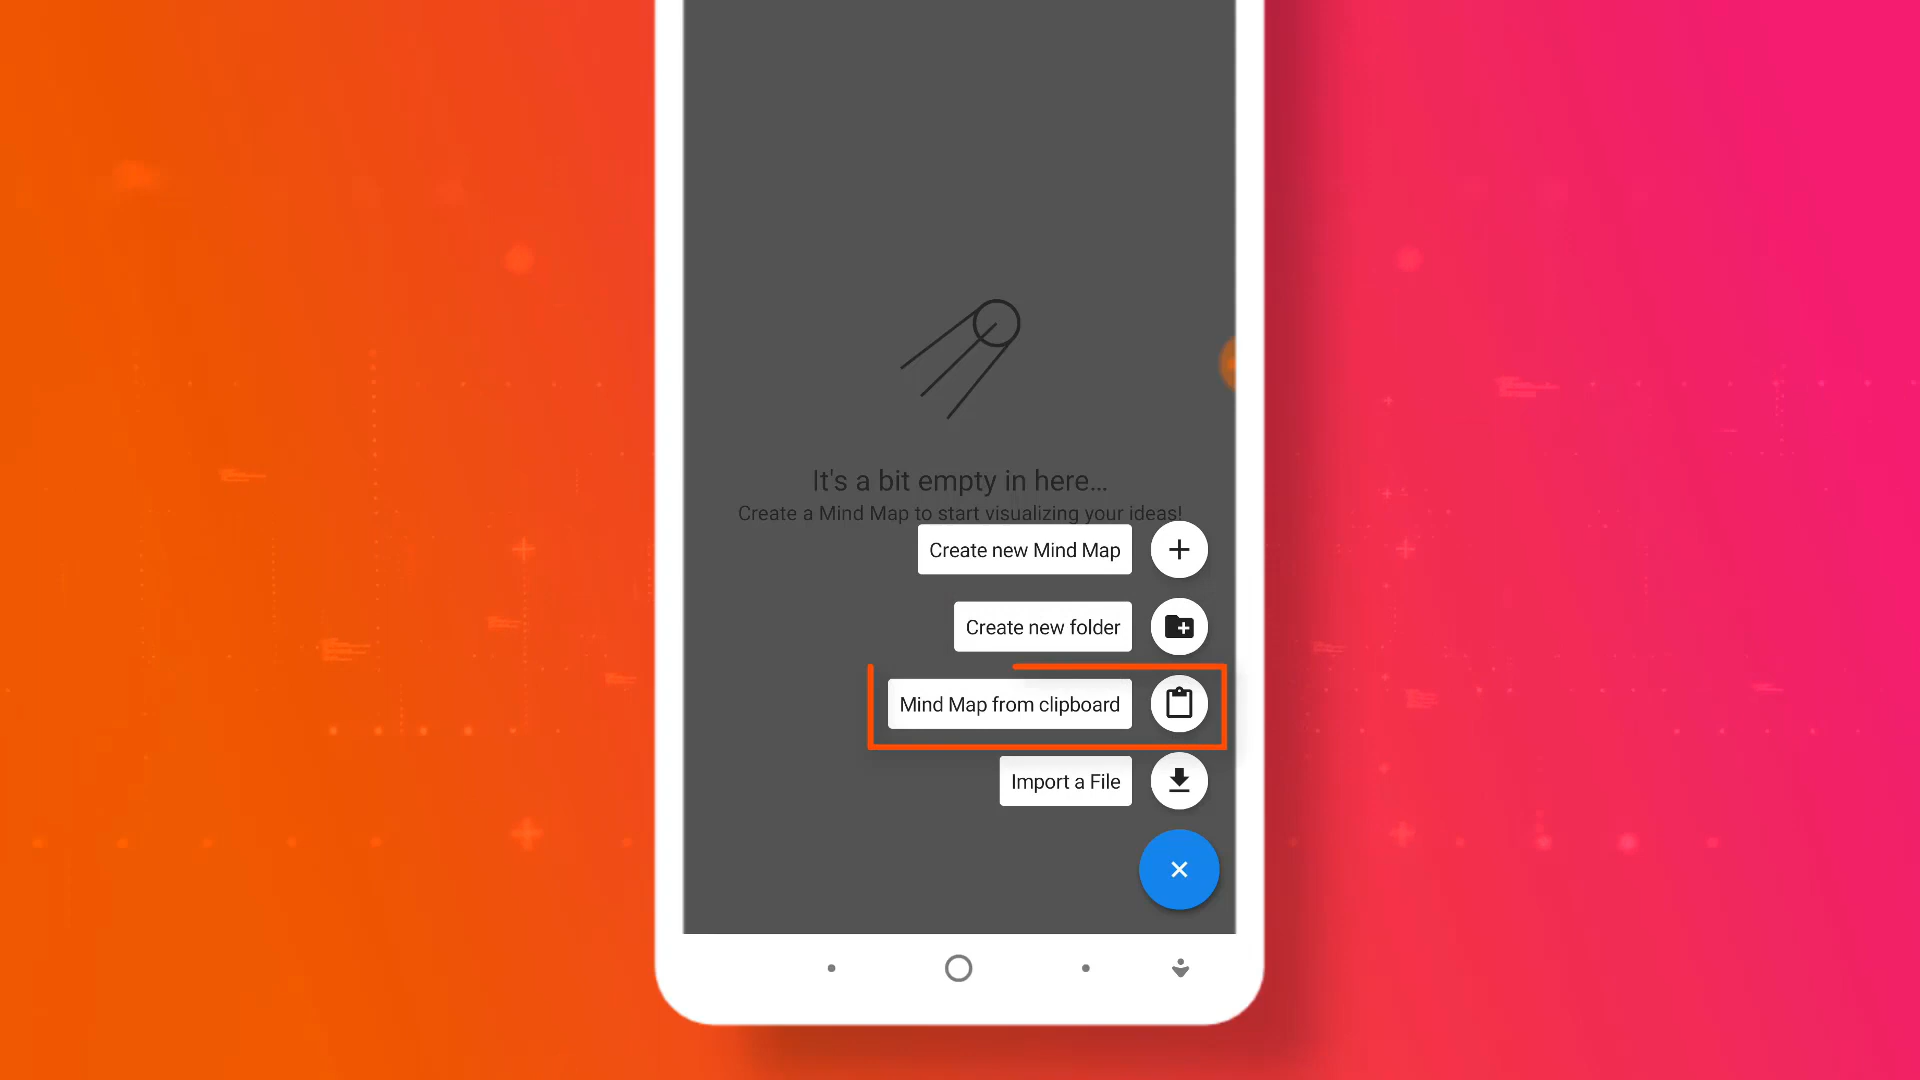 It's a bit empty in here...
Create a Mind Map to start visualizing your ideas!
Create new Mind Map
Create new folder
Mind Map from clipboard
Import a File